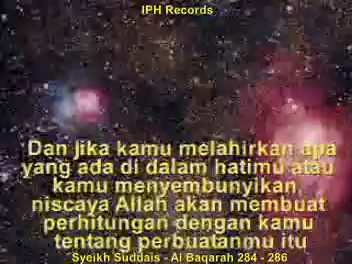 IPH Records
Dan jika kamu melahirkan apa
yang ada di dalam hatimu atau
kamu menyembunyikan,
niscaya Allah akan membuat
perhitungan dengan kamu
tentang perbuatanmu itu
Syeikh Suddais - Al Baqarah 284 - 286